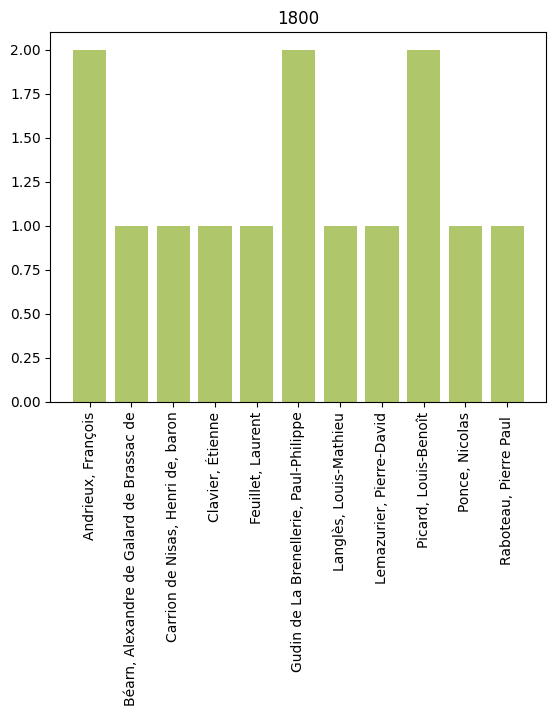 1800
2.00
1.75
1.50
1.25
1.00
0.75
0.50
0.25
0.00
Andrieux, François
Béarn, Alexandre de Galard de Brassac de
Carrion de Nisas, Henri de, baron
Clavier, Étienne
Feuillet, Laurent
Gudin de La Brenellerie, Paul-Philippe
Langlès, Louis-Mathieu
Lemazurier, Pierre-David
Picard, Louis-Benoît
Ponce, Nicolas
Raboteau, Pierre Paul